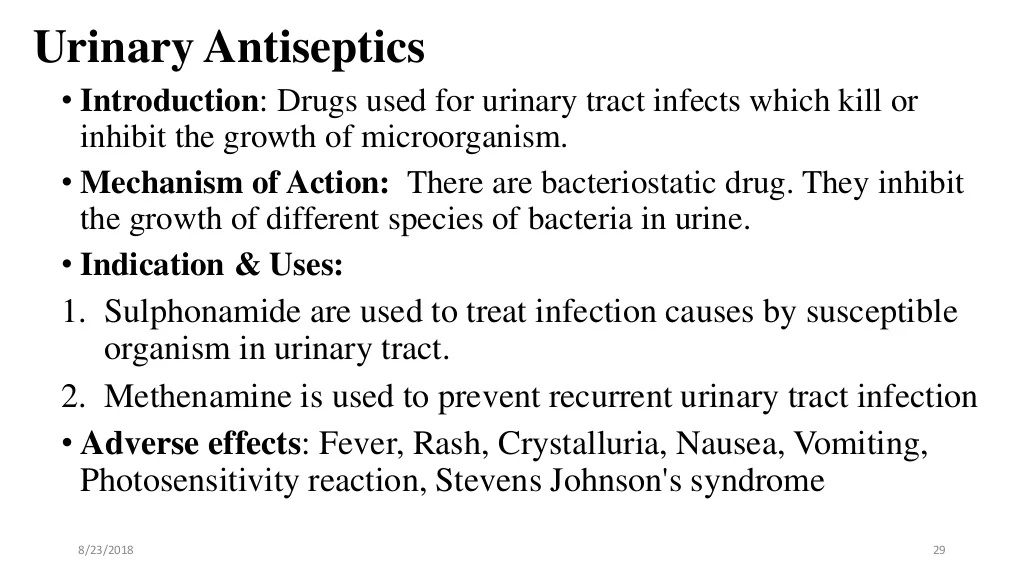 Urinary Antiseptics
• Introduction: Drugs used for urinary tract infects which kill or
inhibit the growth of microorganism.
• Mechanism of Action: There are bacteriostatic drug. They inhibit
the growth of different species of bacteria in urine.
• Indication & Uses:
1. Sulphonamide are used to treat infection causes by susceptible
organism in urinary tract.
2. Methenamine is used to prevent recurrent urinary tract infection
• Adverse effects: Fever, Rash, Crystalluria, Nausea, Vomiting,
Photosensitivity reaction, Stevens Johnson's syndrome
8/23/2018 29